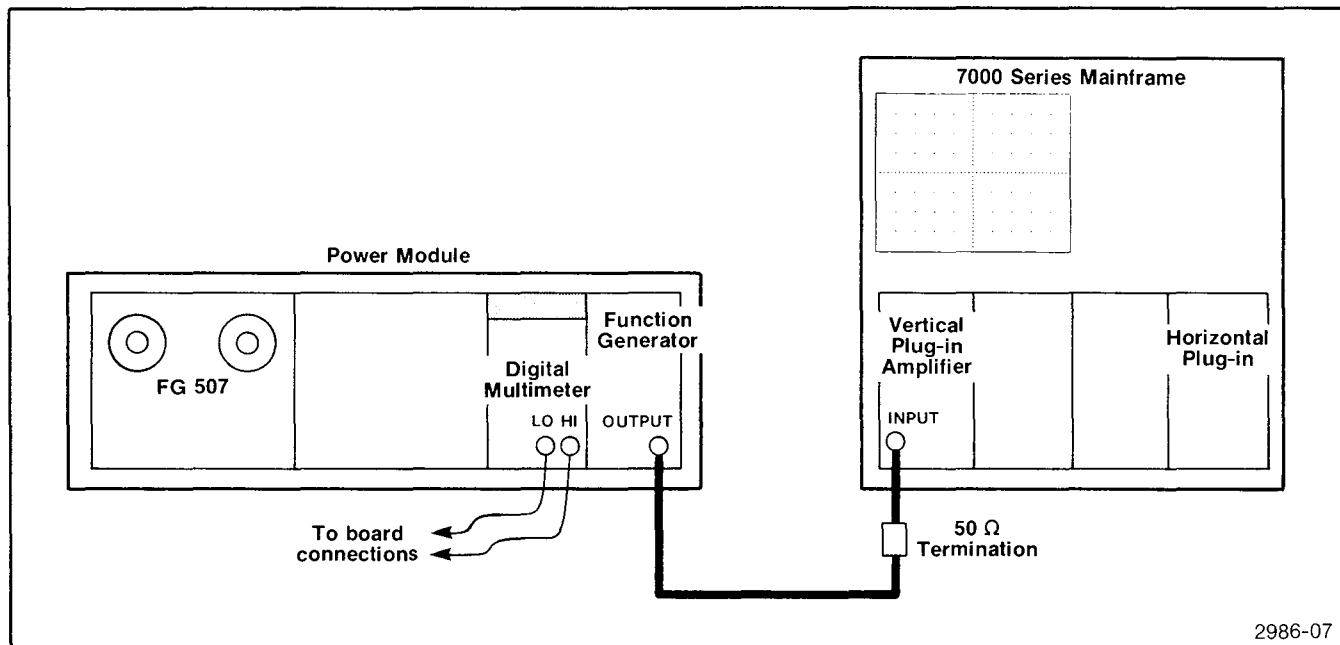 7000 Series Mainframe
Power Module
FG 507
Digital
Multimeter
LO HI
Function
Generator
OUTPUT
Vertical
Plug-in
Amplifier
INPUT
Horizontal
Plug-in
To board
connections
50 Ω
Termination
2986-07